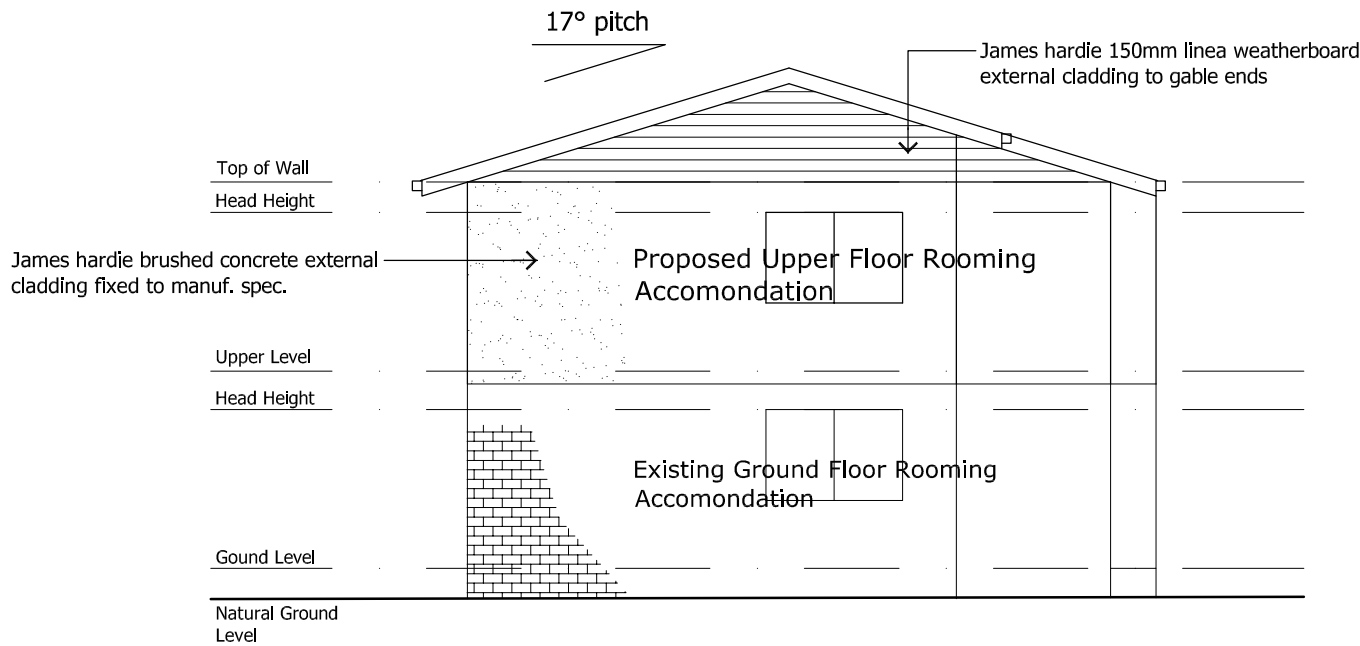 17° pitch
James hardie 150mm linea weatherboard
external cladding to gable ends
Top of Wall
Head Height
James hardie brushed concrete external
cladding fixed to manuf. spec.
Proposed Upper Floor Rooming
Accomondation
Upper Level
Head Height
Existing Ground Floor Rooming
Accomondation
Gound Level
Natural Ground
Level